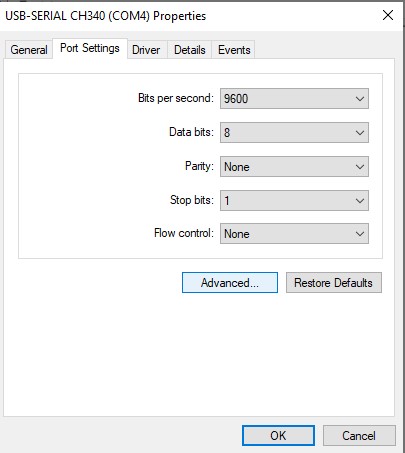 USB-SERIAL CH340 (COM4) Properties
General Port Settings Driver Details Events
Bits per second: 9600
Data bits: 8
Parity: None
Stop bits: 1
Flow control: None
Advanced... Restore Defaults
OK Cancel